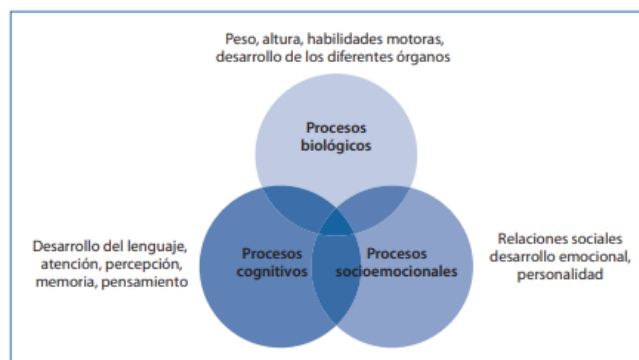 Peso, altura, habilidades motoras,
desarrollo de los diferentes órganos
Procesos
biológicos
Desarrollo del lenguaje,
atención, percepción,
memoria, pensamiento
Procesos
cognitivos
Procesos
socioemocionales
Relaciones sociales
desarrollo emocional,
personalidad